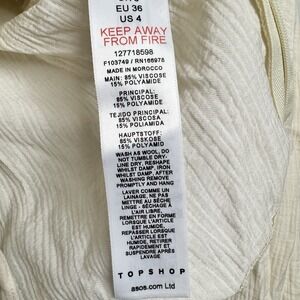 EU 36
US 4
KEEP AWAY
FROM FIRE
127718598
F103749 / RN166978
MADE IN MOROCCO
MAIN: 85% VISCOSE
15% POLYAMIDE
PRINCIPAL:
85% VISCOSE
15% POLYAMIDE
TEJIDO PRINCIPAL:
85% VISCOSA
15% POLIAMIDA
HAUPTSTOFF:
85% VISKOSE
15% POLYAMID
WASH AS WOOL, DO
NOT TUMBLE DRY-
LINE DRY, RESHAPE
WHILST DAMP, IRON
WHILST DAMP, AFTER
WASHING REMOVE
PROMPTLY AND HANG
LAVER COMME UN
LAINAGE, NE PAS
METTRE AU SÈCHE-
LINGE - SÉCHAGE À
L'AIR LIBRE,
REMETTRE EN FORME
QUAND HUMIDE,
REPASSER LORSQUE
L'ARTICLE EST
HUMIDE, RETIRER
RAPIDEMENT ET
SUSPENDRE APRÈS
LAVAGE
TOPSHOP
asos.com Ltd